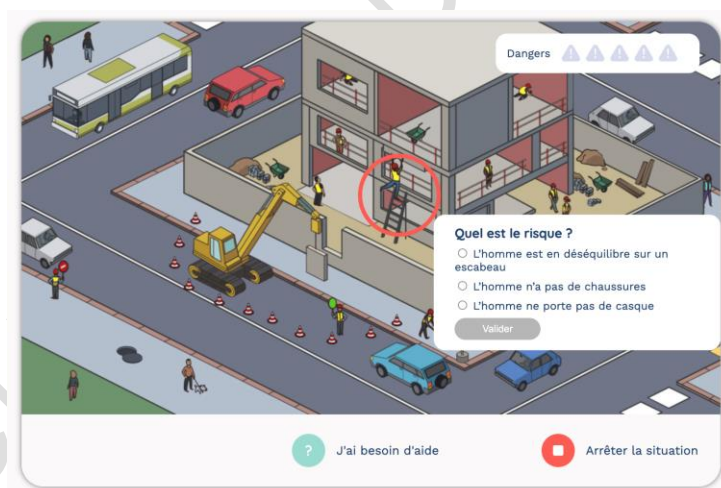 Dangers
Quel est le risque ?
L'homme est en déséquilibre sur un
escabeau
L'homme n'a pas de chaussures
L'homme ne porte pas de casque
Valider
? J'ai besoin d'aide
Arrêter la situation